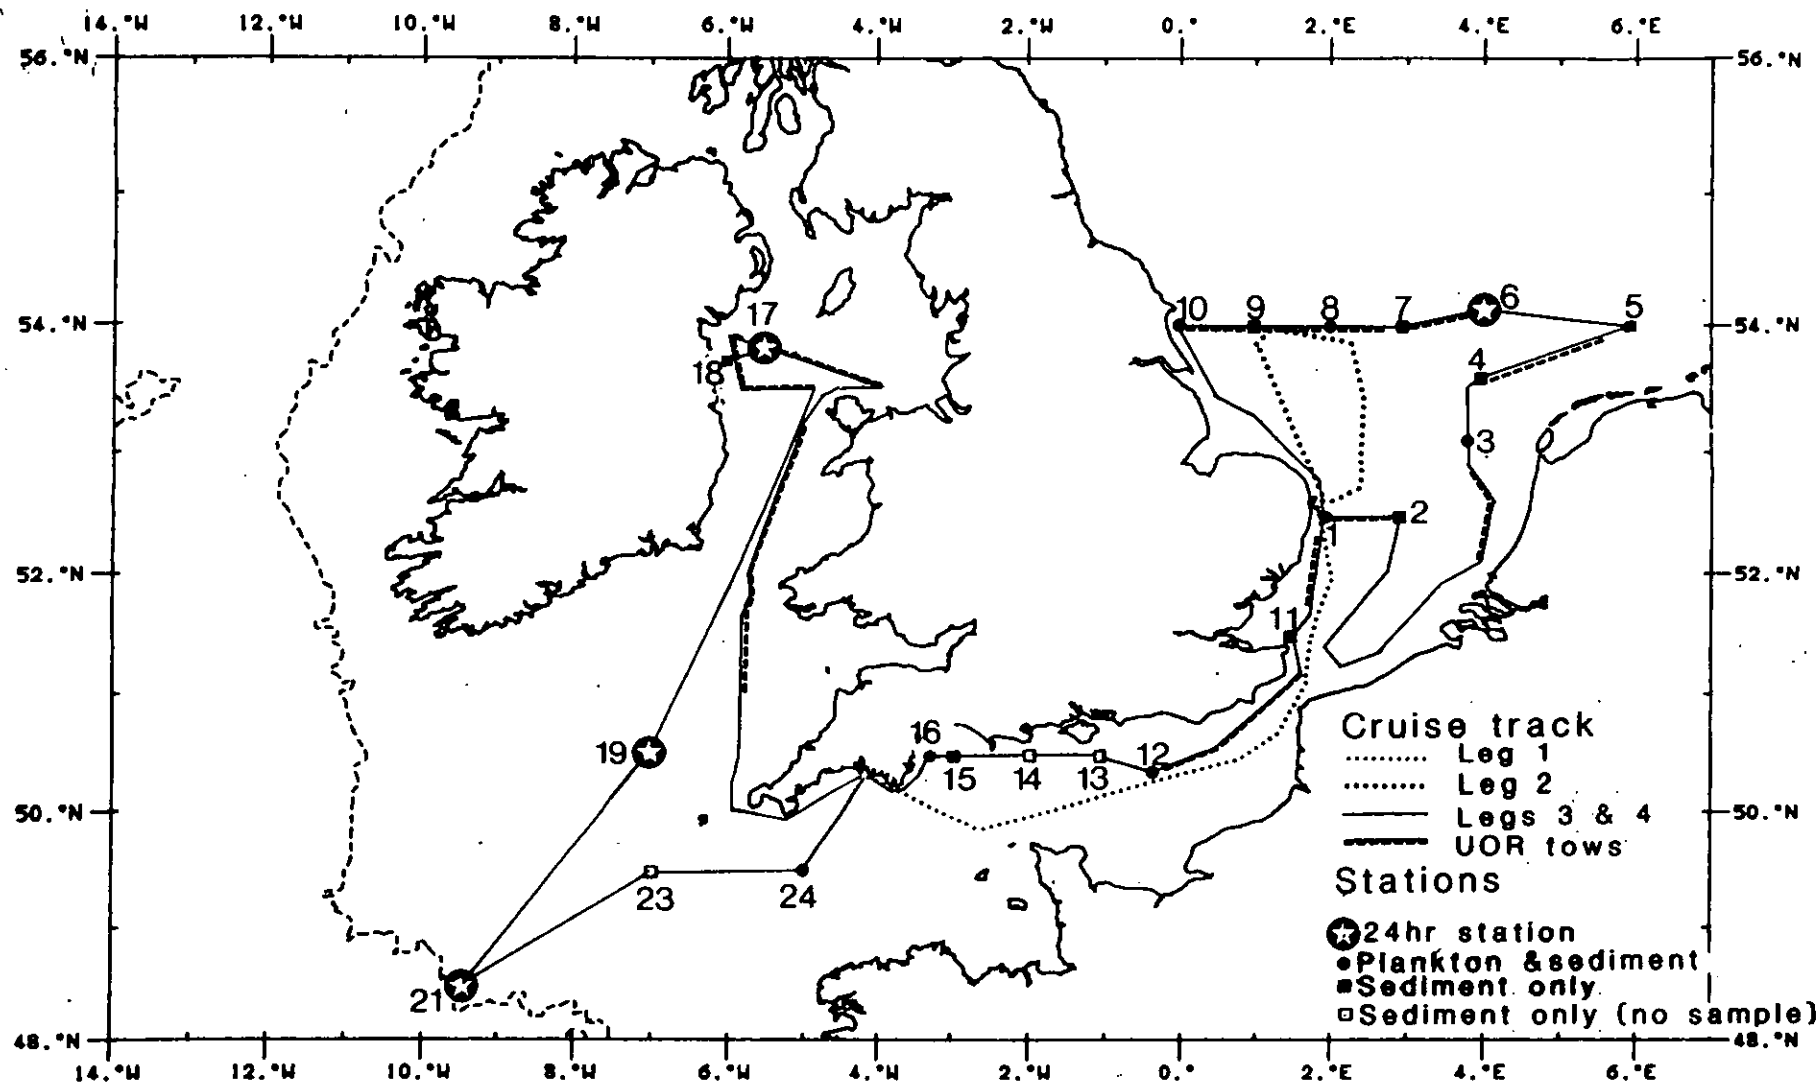 14.°W 12.°W 10.°W 8.°W 6.°W 4.°W 2.°W 0.° 2.°E 4.°E 6.°E
56.°N 56.°N
17
10 9 8 7 6 5
54.°N 54.°N
18
4
3
1 2
52.°N 52.°N
11
19
16 12
15 14 13
Cruise track
Leg 1
Leg 2
Legs 3 & 4
UOR tows
50.°N 50.°N
23 24
Stations
24hr station
Plankton &sediment
Sediment only
Sediment only (no sample)
21
48.°N 48.°N
14.°W 12.°W 10.°W 8.°W 6.°W 4.°W 2.°W 0.° 2.°E 4.°E 6.°E